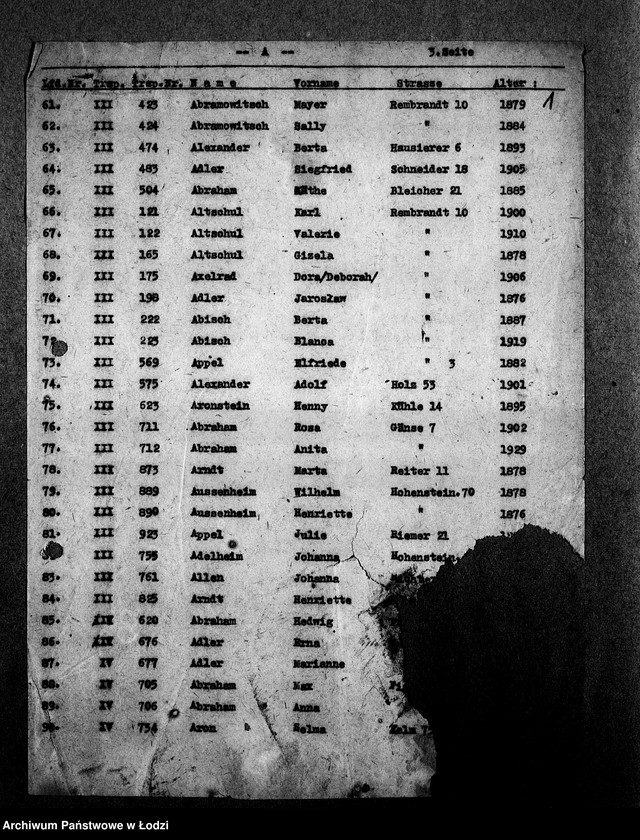 -- A --
3.Seite
Lfd.Nr. Trsp. Trsp.Nr. Name Vorname Strasse Alter :
61. III 423 Abramowitsch Mayer Rembrandt 10 1879 1
62. III 424 Abramowitsch Sally " 1884
63. III 474 Alexander Berta Hausierer 6 1893
64. III 483 Adler Siegfried Schneider 18 1905
65. III 504 Abraham Käthe Bleicher 21 1885
66. III 121 Altschul Karl Rembrandt 10 1900
67. III 122 Altschul Valerie " 1910
68. III 165 Altschul Gisela " 1878
69. III 175 Axelrad Dora/Deborah/ " 1906
70. III 198 Adler Jarosław " 1876
71. III 222 Abisch Berta " 1887
72. III 223 Abisch Blanca " 1919
73. III 569 Appel Elfriede " 3 1882
74. III 575 Alexander Adolf Holz 53 1901
75. III 623 Aronstein Henny Kühle 14 1895
76. III 711 Abraham Rosa Gänse 7 1902
77. III 712 Abraham Anita " 1929
78. III 873 Arndt Marta Reiter 11 1878
79. III 889 Aussenheim Wilhelm Hohenstein.70 1878
80. III 890 Aussenheim Henriette " 1876
81. III 923 Appel Julie Riemer 21
III 755 Adelheim Johanna Hohenstein.
83. III 761 Allen Johanna
84. III 825 Arndt Henriette
85. 620 Abraham Hedwig
86. 676 Adler Erna
87. IV 677 Adler Marianne
88. IV 705 Abraham Max
89. IV 706 Abraham Anna
90. IV 734 Aron Selma
Archiwum Państwowe w Łodzi